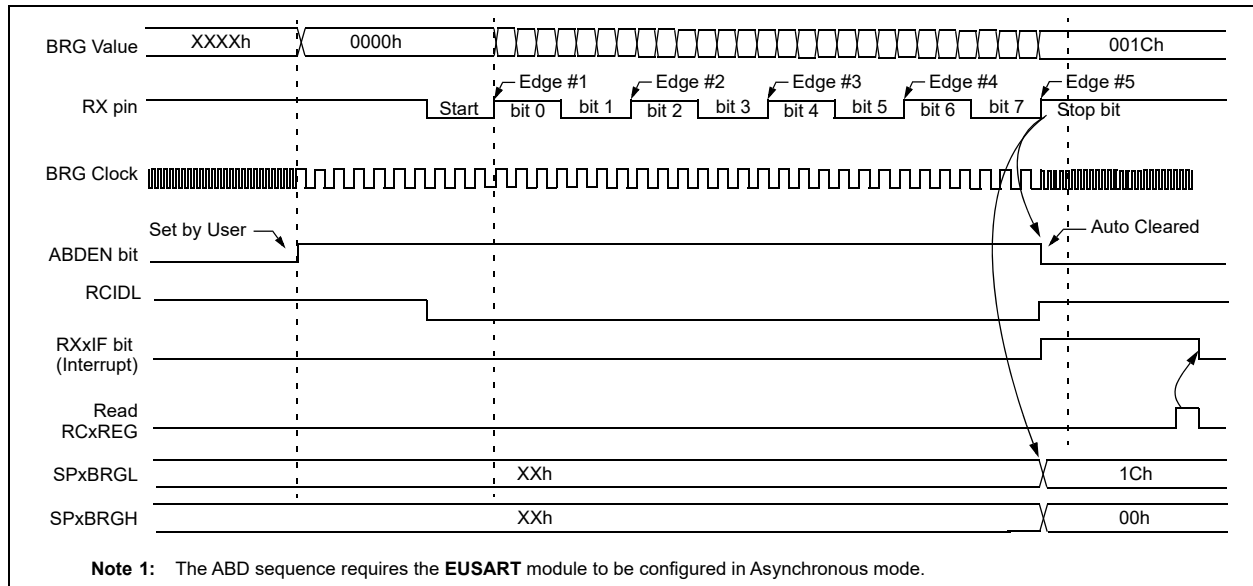 BRG Value XXXXh 0000h 001Ch
Edge #1 Edge #2 Edge #3 Edge #4 Edge #5
RX pin Start bit 0 bit 1 bit 2 bit 3 bit 4 bit 5 bit 6 bit 7 Stop bit
BRG Clock
Set by User Auto Cleared
ABDEN bit
RCIDL
RXxIF bit
(Interrupt)
Read
RCxREG
SPxBRGL XXh 1Ch
SPxBRGH XXh 00h
Note 1: The ABD sequence requires the EUSART module to be configured in Asynchronous mode.